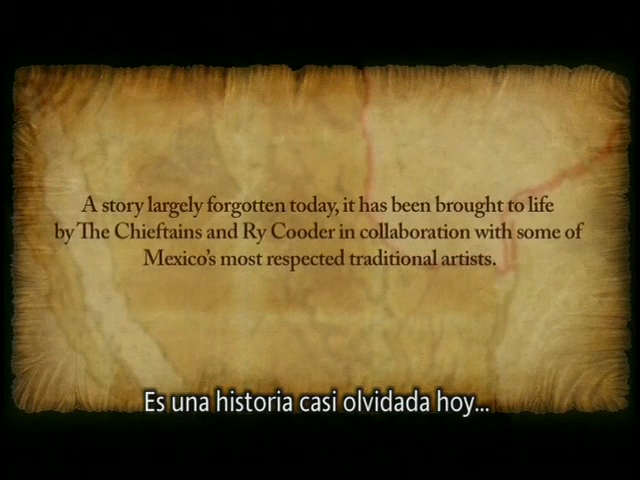 A story largely forgotten today, it has been brought to life
by The Chieftains and Ry Cooder in collaboration with some of
Mexico's most respected traditional artists.
Es una historia casi olvidada hoy...